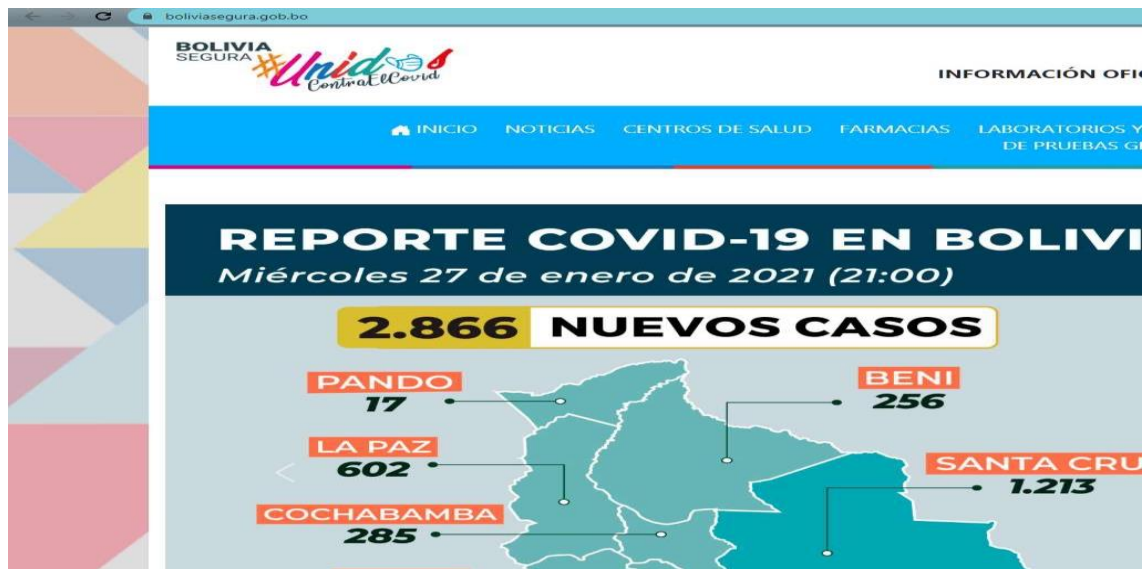 boliviasegura.gob.bo
BOLIVIA
SEGURA
#Unidos
ContraElCovid
INFORMACIÓN OFIC
INICIO NOTICIAS CENTROS DE SALUD FARMACIAS LABORATORIOS Y
DE PRUEBAS G
REPORTE COVID-19 EN BOLIVI
Miércoles 27 de enero de 2021 (21:00)
2.866 NUEVOS CASOS
PANDO
17
BENI
256
LA PAZ
602
SANTA CRU
1.213
COCHABAMBA
285